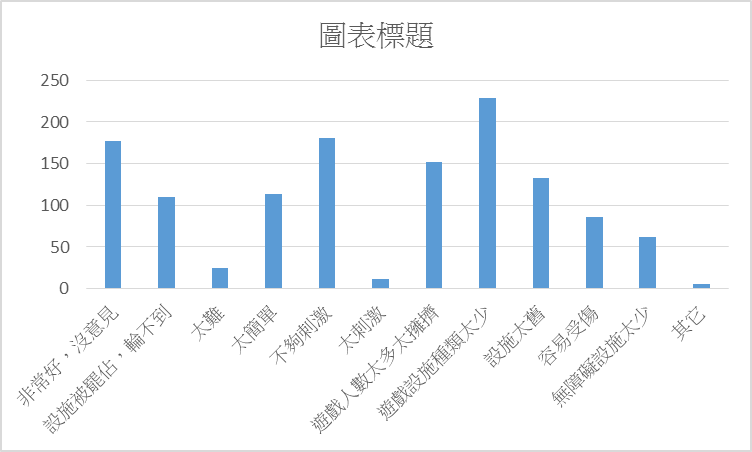 圖表標題
250
200
150
100
50
0
非常好，沒意見
設施被罷佔，輪不到
太難
太簡單
不夠刺激
太刺激
遊戲人數太多太擁擠
遊戲設施種類太少
設施太舊
容易受傷
無障礙設施太少
其它